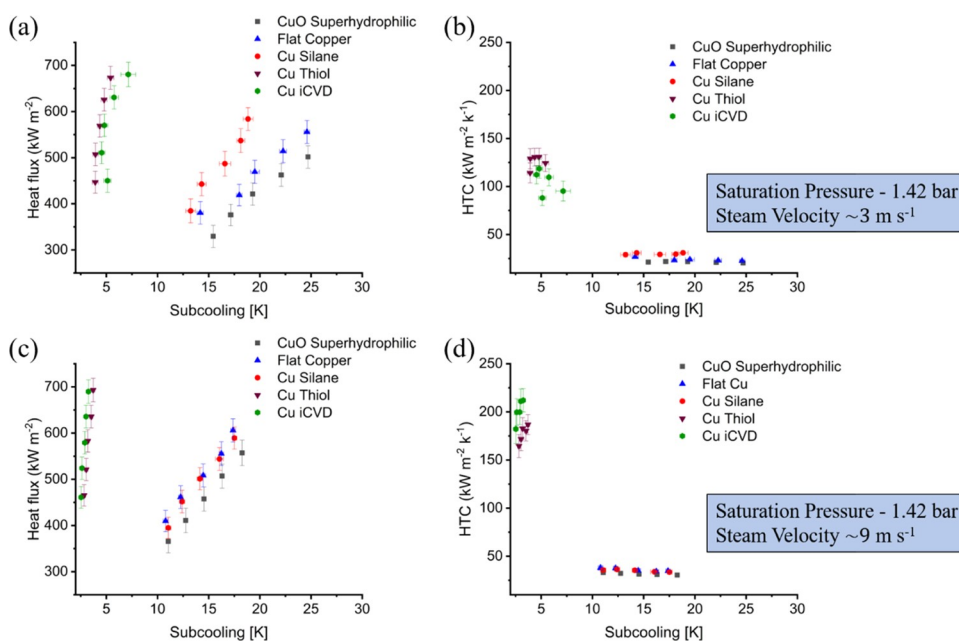 (a)
CuO Superhydrophilic
Flat Copper
Cu Silane
Cu Thiol
Cu iCVD
Heat flux (kW m-2)
700
600
500
400
300
5 10 15 20 25 30
Subcooling [K]
(b)
CuO Superhydrophilic
Flat Copper
Cu Silane
Cu Thiol
Cu iCVD
HTC (kW m-2 k-1)
250
200
150
100
50
5 10 15 20 25 30
Subcooling [K]
Saturation Pressure - 1.42 bar
Steam Velocity ~3 m s-1
(c)
CuO Superhydrophilic
Flat Copper
Cu Silane
Cu Thiol
Cu iCVD
Heat flux (kW m-2)
700
600
500
400
300
5 10 15 20 25 30
Subcooling [K]
(d)
CuO Superhydrophilic
Flat Cu
Cu Silane
Cu Thiol
Cu iCVD
HTC (kW m-2 k-1)
250
200
150
100
50
5 10 15 20 25 30
Subcooling [K]
Saturation Pressure - 1.42 bar
Steam Velocity ~9 m s-1